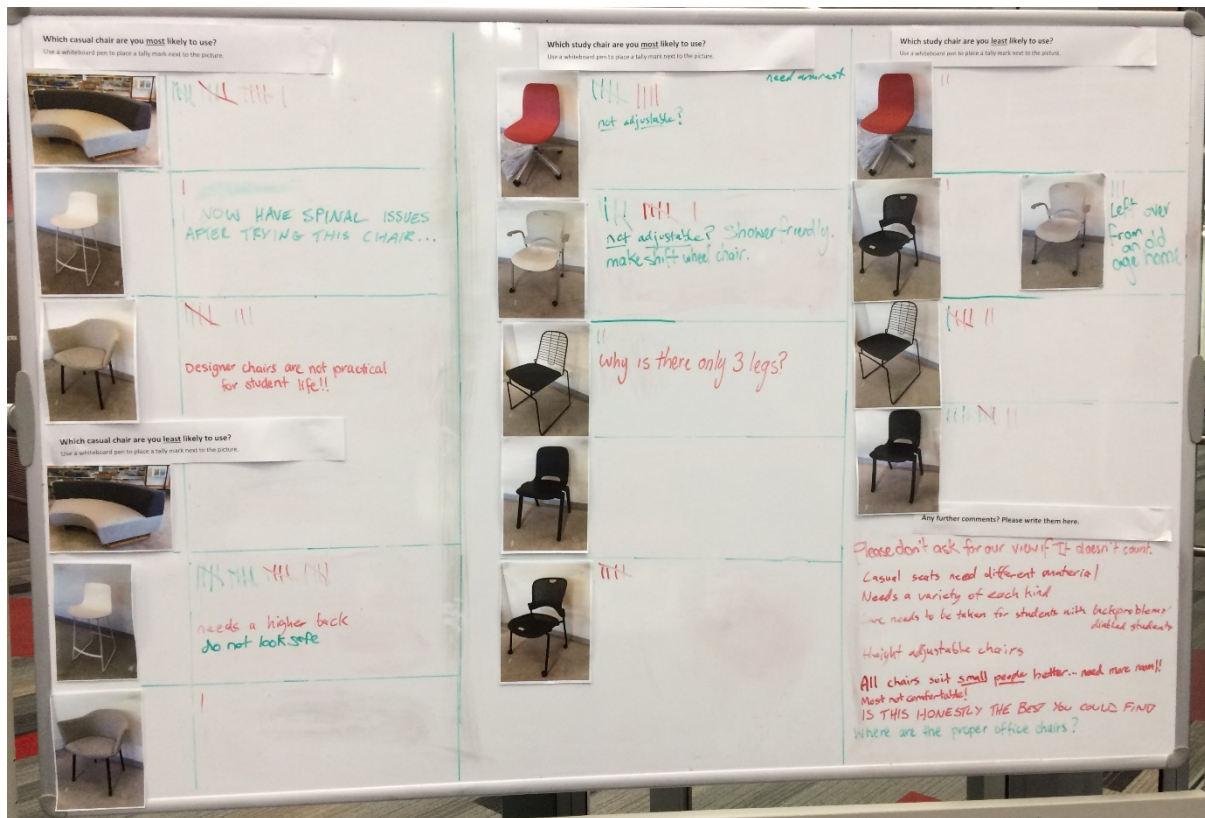 Which casual chair are you most likely to use?
Use a whiteboard pen to place a tally mark next to the picture.
I NOW HAVE SPINAL ISSUES
AFTER TRYING THIS CHAIR...
Designer chairs are not practical
for student life!!
Which casual chair are you least likely to use?
Use a whiteboard pen to place a tally mark next to the picture.
needs a higher back
do not look safe
Which study chair are you most likely to use?
Use a whiteboard pen to place a tally mark next to the picture.
need armrest
not adjustable?
not adjustable? Shower friendly.
makeshift wheel chair.
Why is there only 3 legs?
Which study chair are you least likely to use?
Use a whiteboard pen to place a tally mark next to the picture.
Left over
from
an old
age home
Any further comments? Please write them here.
Please don't ask for our view if IT doesn't count.
Casual seats need different material
Needs a variety of each kind
care needs to be taken for students with back problems/
disabled students
Height adjustable chairs
All chairs suit small people better... need more room!!
Most not comfortable!
IS THIS HONESTLY THE BEST YOU COULD FIND
Where are the proper office chairs?